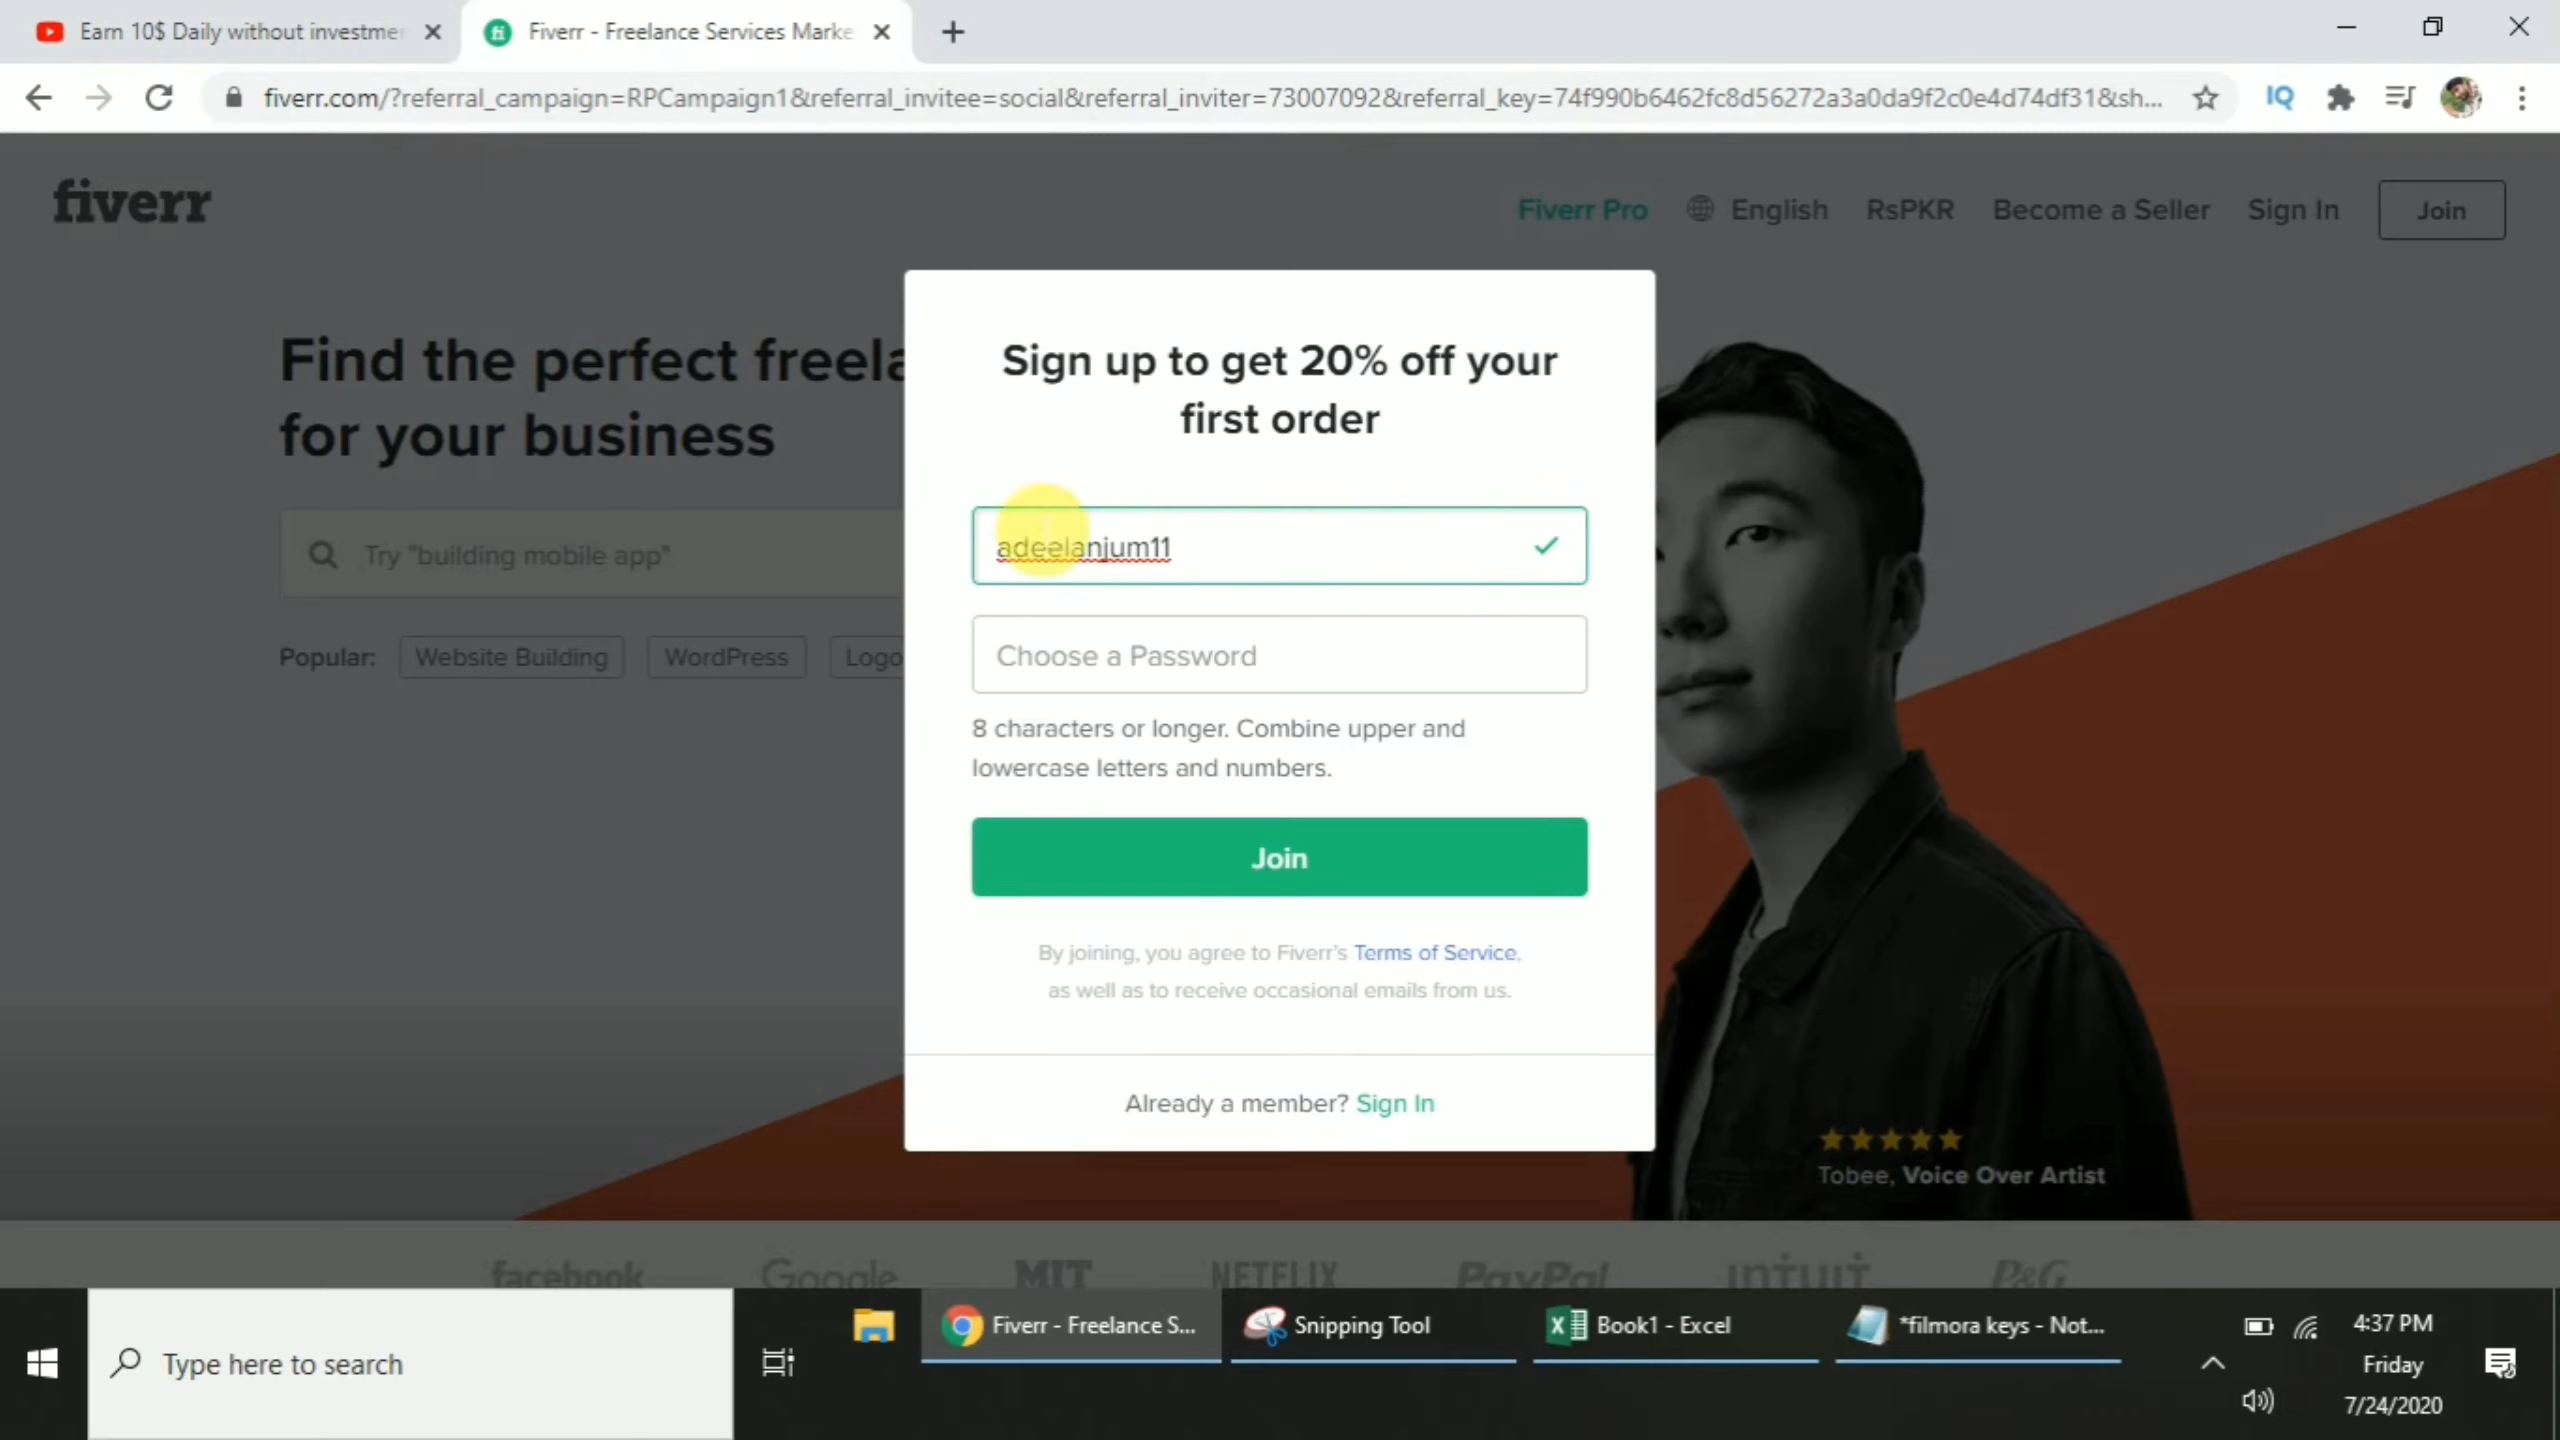 Earn 10$ Daily without investmen
Fiverr - Freelance Services Marke
fiverr.com/?referral_campaign=RPCampaign1&referral_invitee=social&referral_inviter=73007092&referral_key=74f990b6462fc8d56272a3a0da9f2c0e4d74df31&sh...
IQ
fiverr
Fiverr Pro
English
RsPKR
Become a Seller
Sign In
Join
Find the perfect freela
for your business
Try "building mobile app"
Popular:
Website Building
WordPress
Logo
Sign up to get 20% off your
first order
adeelanjum11
Choose a Password
8 characters or longer. Combine upper and
lowercase letters and numbers.
Join
By joining, you agree to Fiverr's Terms of Service,
as well as to receive occasional emails from us.
Already a member? Sign In
Tobee, Voice Over Artist
facebook
Google
MIT
NETFLIX
PayPal
intuit
P&G
Type here to search
Fiverr - Freelance S...
Snipping Tool
Book1 - Excel
*filmora keys - Not...
4:37 PM
Friday
7/24/2020